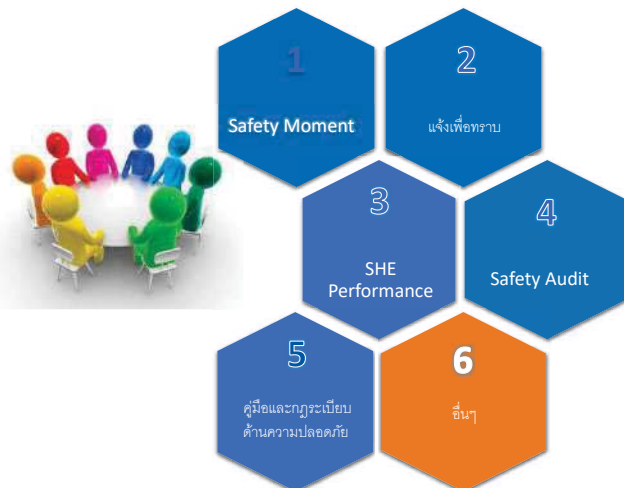 1
Safety Moment
2
แจ้งเพื่อทราบ
3
SHE
Performance
4
Safety Audit
5
คู่มือและกฎระเบียบ
ด้านความปลอดภัย
6
อื่นๆ